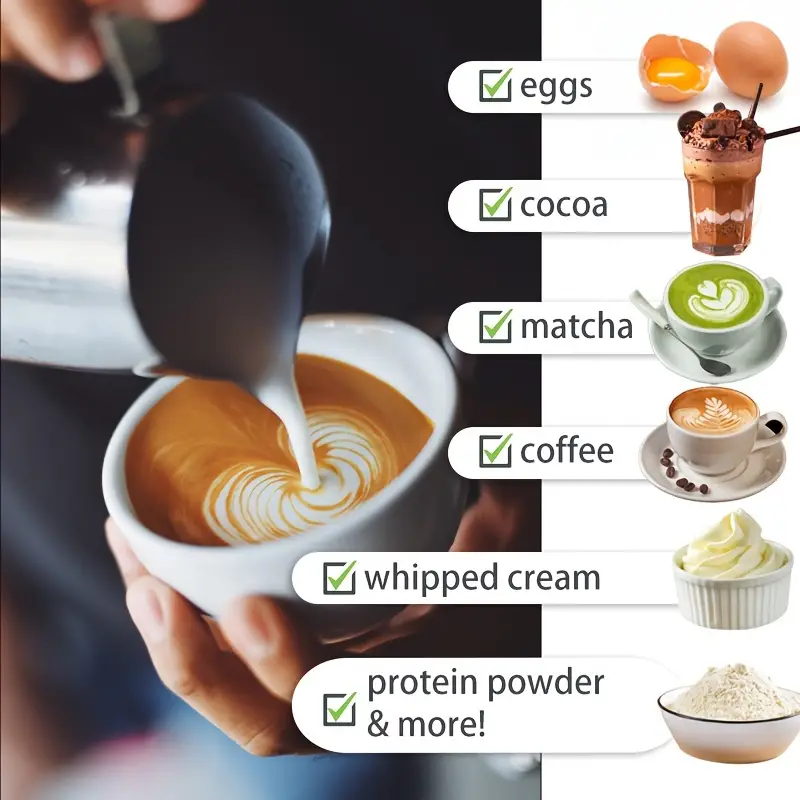 eggs
cocoa
matcha
coffee
whipped cream
protein powder
& more!